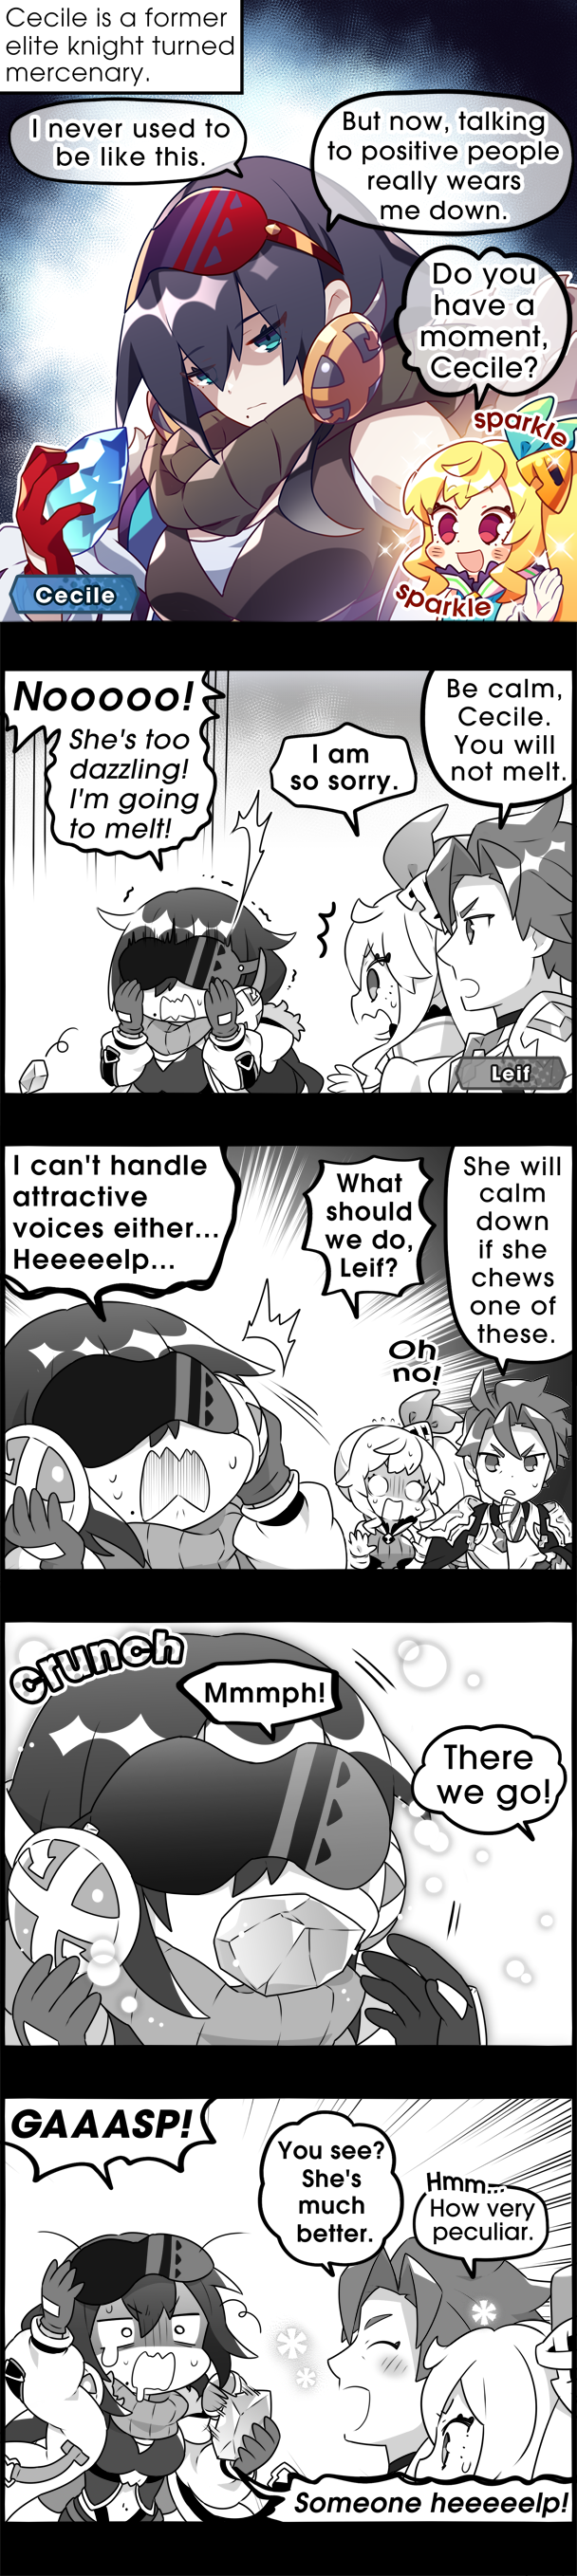 Cecile is a former
elite knight turned
mercenary.
I never used to
be like this.
But now, talking
to positive people
really wears
me down.
Do you
have a
moment,
Cecile?
sparkle
sparkle
Cecile
Nooooo!
She's too
dazzling!
I'm going
to melt!
I am
so sorry.
Be calm,
Cecile.
You will
not melt.
Leif
I can't handle
attractive
voices either...
Heeeeelp...
What
should
we do,
Leif?
She will
calm
down
if she
chews
one of
these.
Oh
no!
crunch
Mmmph!
There
we go!
GAAASP!
You see?
She's
much
better.
Hmm...
How very
peculiar.
Someone heeeeelp!